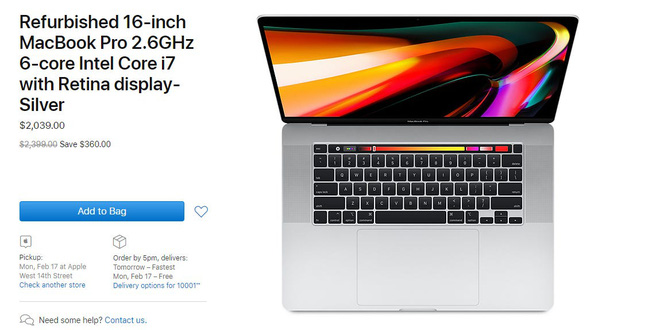 Refurbished 16-inch
MacBook Pro 2.6GHz
6-core Intel Core i7
with Retina display-
Silver
$2,039.00
$2,399.00 Save $360.00
Add to Bag
Pickup:
Mon, Feb 17 at Apple
West 14th Street
Check another store
Order by 5pm, delivers:
Tomorrow – Fastest
Mon, Feb 17 – Free
Delivery options for 10001™
Need some help? Contact us.
MacBook Pro